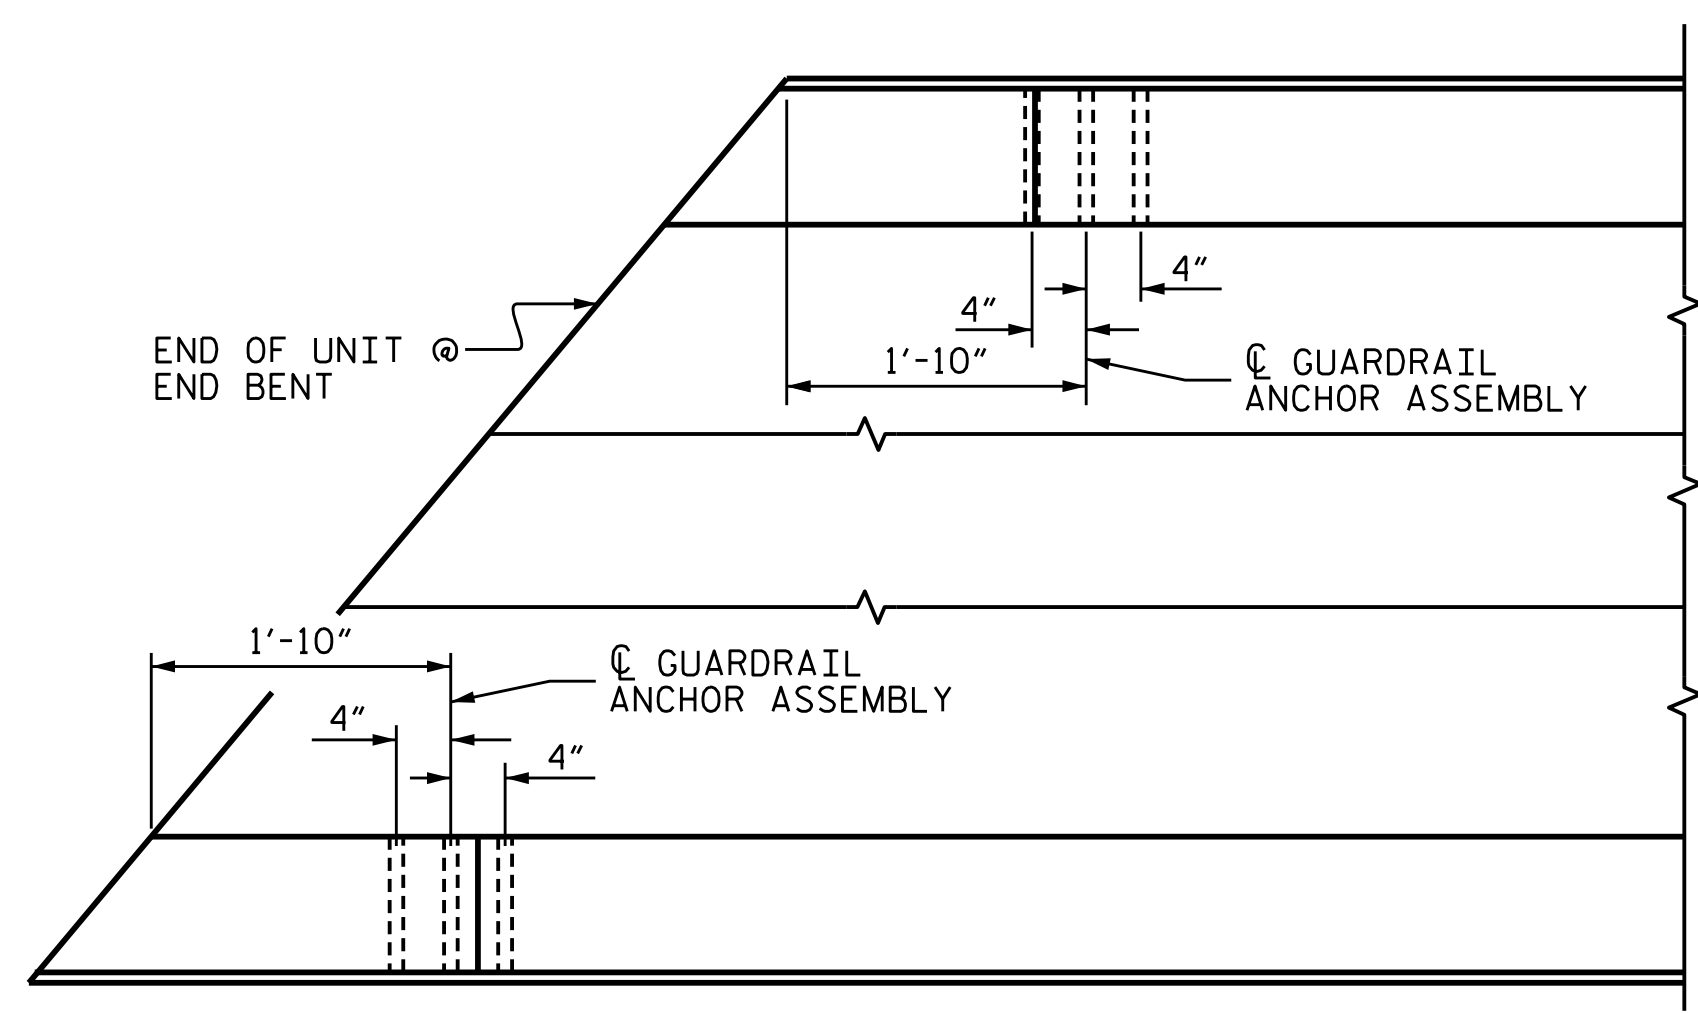 4″
4″
1′-10″
℄ GUARDRAIL
ANCHOR ASSEMBLY
END OF UNIT @
END BENT
1′-10″
℄ GUARDRAIL
ANCHOR ASSEMBLY
4″
4″